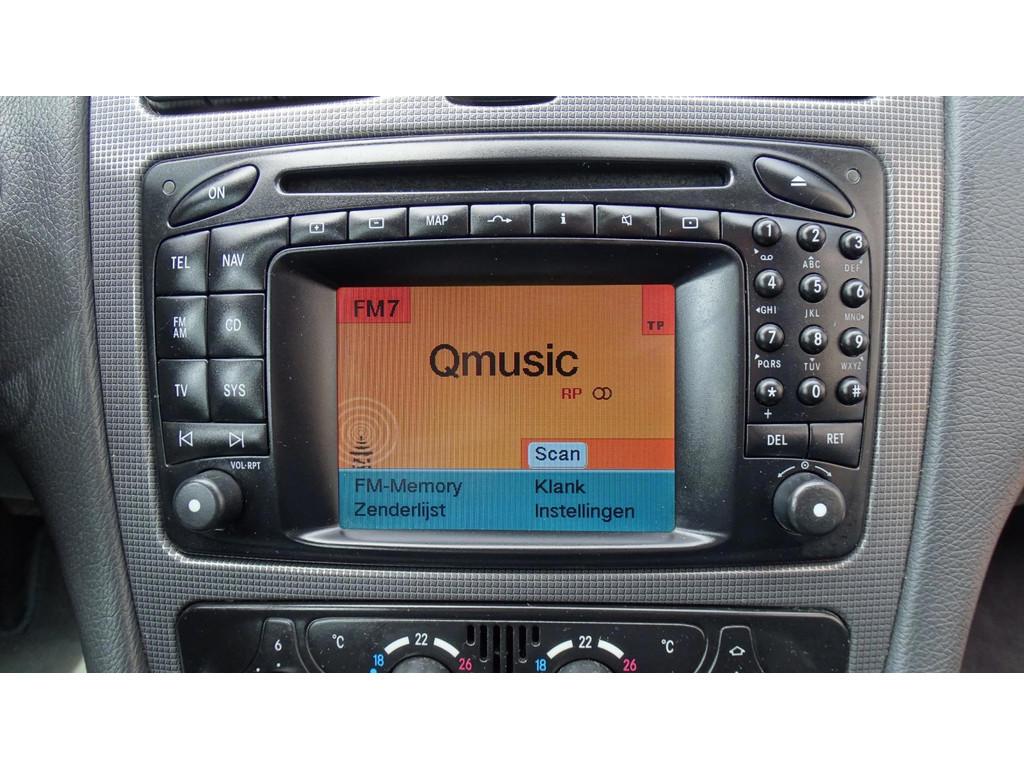 ON
MAP i
TEL NAV
FM AM CD
TV SYS
VOL·RPT
FM7
TP
Qmusic
RP
Scan
FM-Memory Klank
Zenderlijst Instellingen
1 2 3
ABC DEF
4 5 6
GHI JKL MNO
7 8 9
PQRS TUV WXYZ
* 0 #
+
DEL RET
6 °C 22 22 °C
18 26 18 26